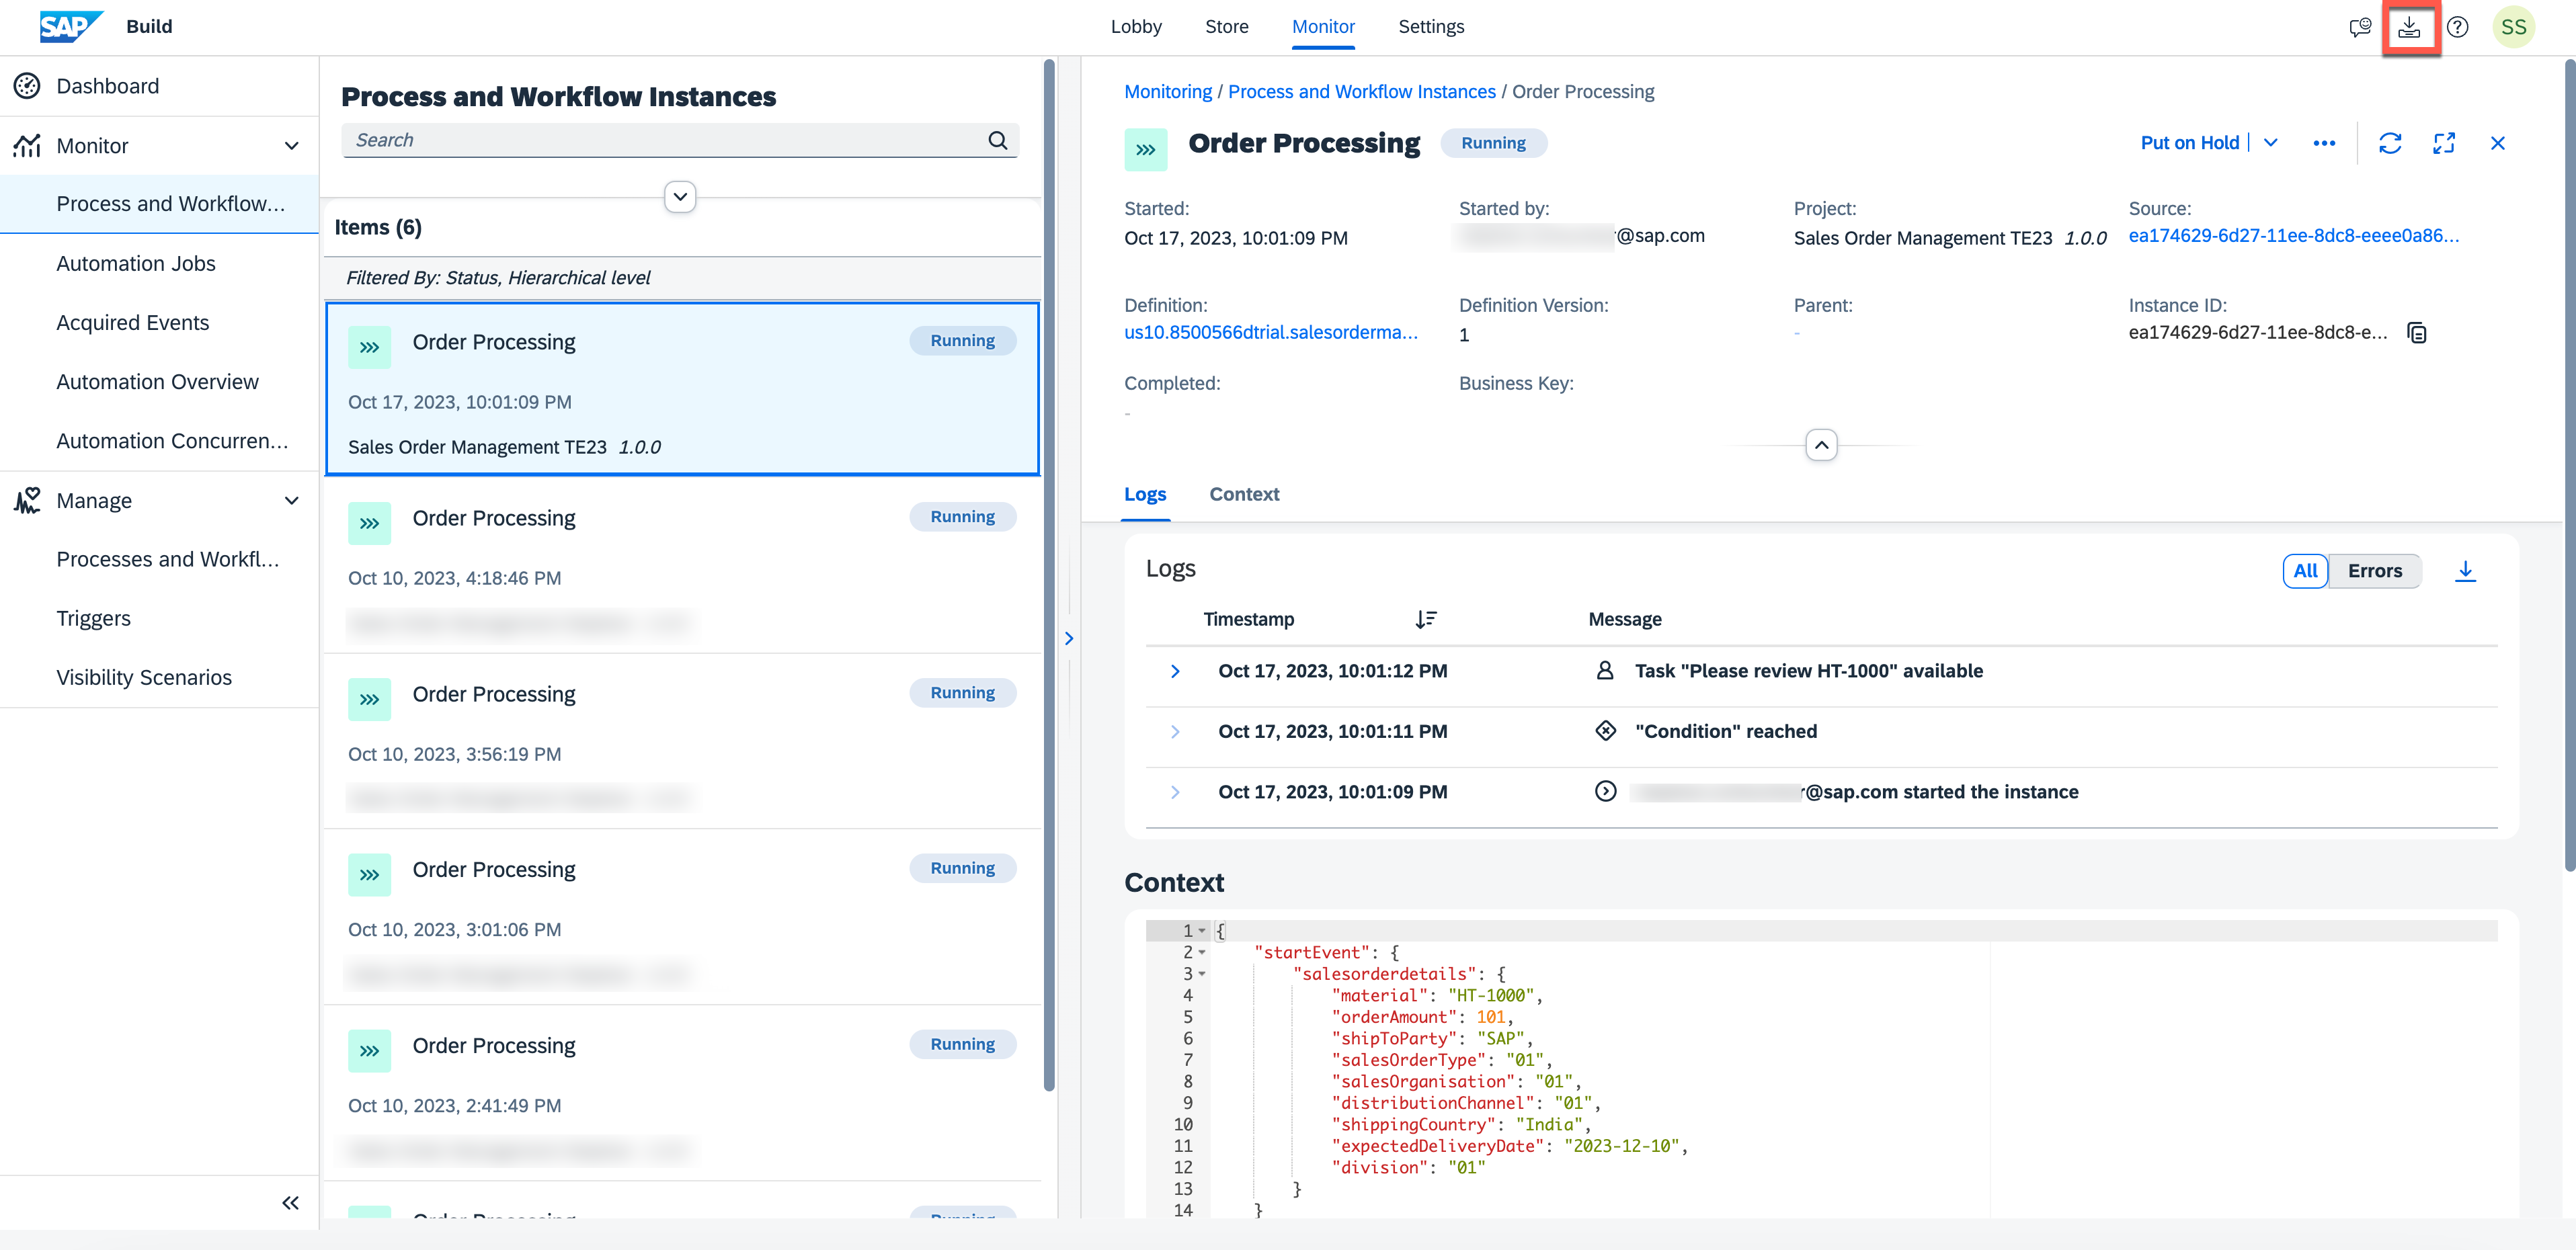 SAP Build
Lobby Store Monitor Settings
SS
Dashboard
Monitor
Process and Workflow...
Automation Jobs
Acquired Events
Automation Overview
Automation Concurren...
Manage
Processes and Workfl...
Triggers
Visibility Scenarios
Process and Workflow Instances
Search
Items (6)
Filtered By: Status, Hierarchical level
Order Processing Running
Oct 17, 2023, 10:01:09 PM
Sales Order Management TE23 1.0.0
Order Processing Running
Oct 10, 2023, 4:18:46 PM
Order Processing Running
Oct 10, 2023, 3:56:19 PM
Order Processing Running
Oct 10, 2023, 3:01:06 PM
Order Processing Running
Oct 10, 2023, 2:41:49 PM
Order Processing Running
Monitoring / Process and Workflow Instances / Order Processing
Order Processing Running
Put on Hold
Started: Started by: Project: Source:
Oct 17, 2023, 10:01:09 PM @sap.com Sales Order Management TE23 1.0.0 ea174629-6d27-11ee-8dc8-eeee0a86...
Definition: Definition Version: Parent: Instance ID:
us10.8500566dtrial.salesorderma... 1 - ea174629-6d27-11ee-8dc8-e...
Completed: Business Key:
-
Logs Context
Logs
All Errors
Timestamp Message
Oct 17, 2023, 10:01:12 PM Task "Please review HT-1000" available
Oct 17, 2023, 10:01:11 PM "Condition" reached
Oct 17, 2023, 10:01:09 PM r@sap.com started the instance
Context
1 {
2 "startEvent": {
3 "salesorderdetails": {
4 "material": "HT-1000",
5 "orderAmount": 101,
6 "shipToParty": "SAP",
7 "salesOrderType": "01",
8 "salesOrganisation": "01",
9 "distributionChannel": "01",
10 "shippingCountry": "India",
11 "expectedDeliveryDate": "2023-12-10",
12 "division": "01"
13 }
14 }